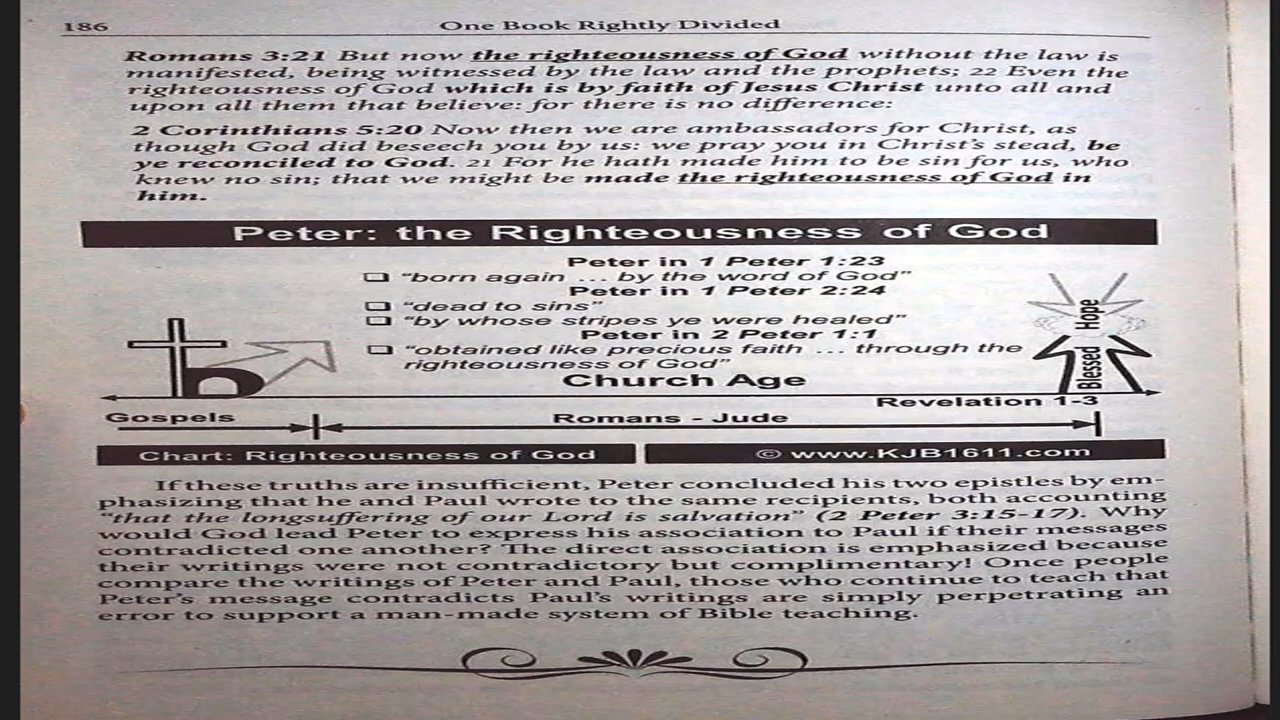 186 One Book Rightly Divided
Romans 3:21 But now the righteousness of God without the law is
manifested, being witnessed by the law and the prophets; 22 Even the
righteousness of God which is by faith of Jesus Christ unto all and
upon all them that believe: for there is no difference:
2 Corinthians 5:20 Now then we are ambassadors for Christ, as
though God did beseech you by us: we pray you in Christ's stead, be
ye reconciled to God. 21 For he hath made him to be sin for us, who
knew no sin; that we might be made the righteousness of God in
him.
Peter: the Righteousness of God
Peter in 1 Peter 1:23
"born again ... by the word of God"
Peter in 1 Peter 2:24
"dead to sins"
"by whose stripes ye were healed"
Peter in 2 Peter 1:1
"obtained like precious faith ... through the
righteousness of God"
Church Age
Blessed Hope
Revelation 1-3
Gospels
Romans - Jude
Chart: Righteousness of God
© www.KJB1611.com
If these truths are insufficient, Peter concluded his two epistles by em-
phasizing that he and Paul wrote to the same recipients, both accounting
"that the longsuffering of our Lord is salvation" (2 Peter 3:15-17). Why
would God lead Peter to express his association to Paul if their messages
contradicted one another? The direct association is emphasized because
their writings were not contradictory but complimentary! Once people
compare the writings of Peter and Paul, those who continue to teach that
Peter's message contradicts Paul's writings are simply perpetrating an
error to support a man-made system of Bible teaching.